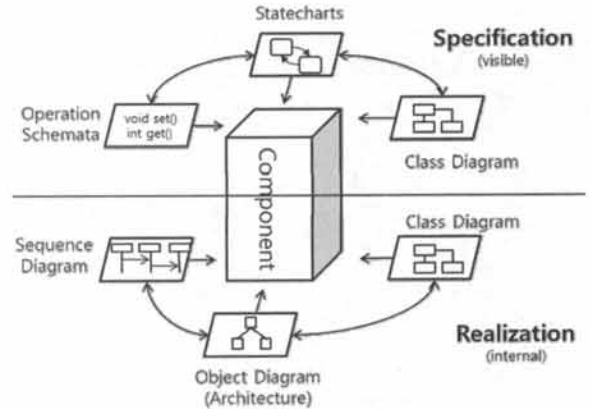 Statecharts
Specification
(visible)
Operation
Schemata
void set()
int get()
Class Diagram
Component
Sequence
Diagram
Class Diagram
Realization
(internal)
Object Diagram
(Architecture)